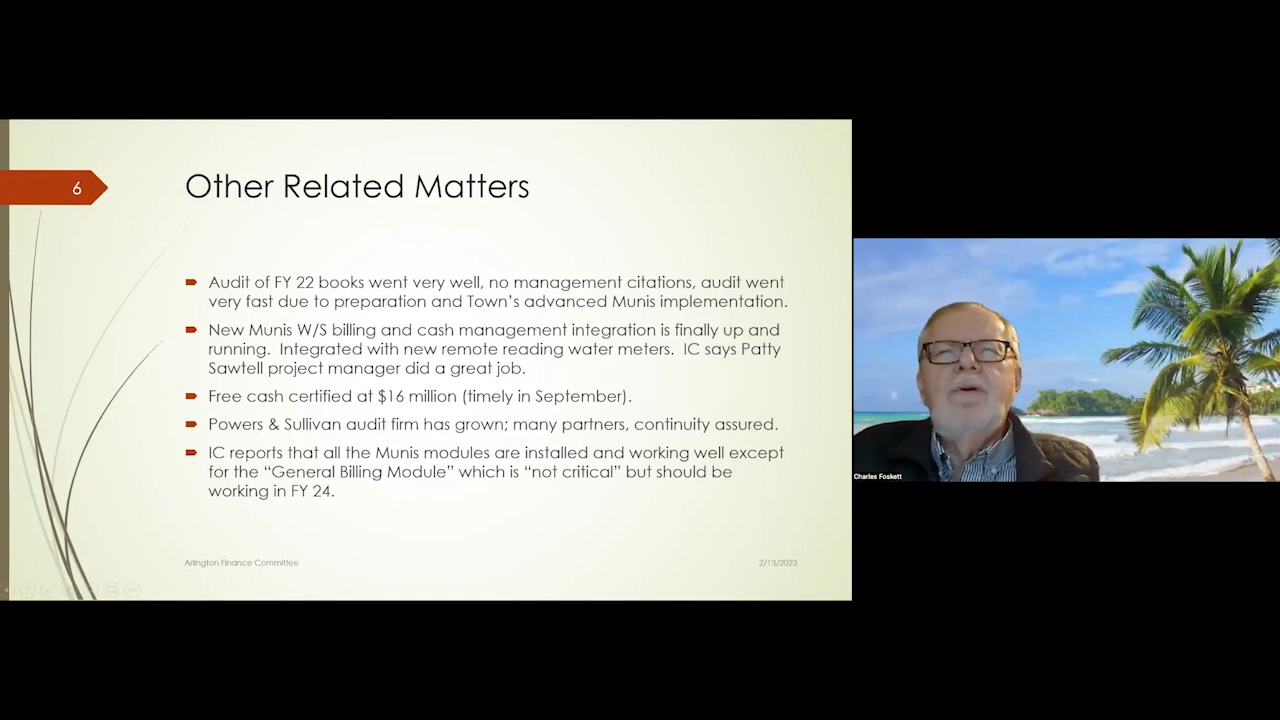 6
Other Related Matters
Audit of FY 22 books went very well, no management citations, audit went
very fast due to preparation and Town's advanced Munis implementation.
New Munis W/S billing and cash management integration is finally up and
running.  Integrated with new remote reading water meters.  IC says Patty
Sawtell project manager did a great job.
Free cash certified at $16 million (timely in September).
Powers & Sullivan audit firm has grown; many partners, continuity assured.
IC reports that all the Munis modules are installed and working well except
for the “General Billing Module” which is “not critical” but should be
working in FY 24.
Arlington Finance Committee
2/13/2023
Charles Foskett